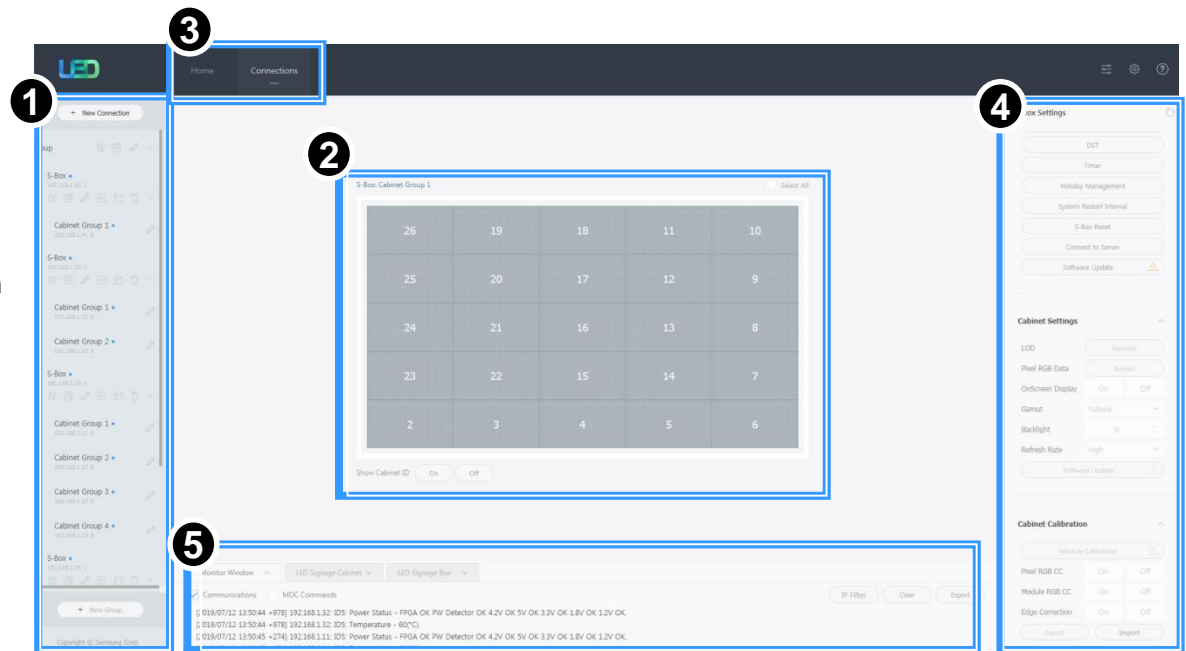 3
LED
Home
Connections
1
+ New Connection
S-Box
Cabinet Group 1
S-Box
Cabinet Group 1
Cabinet Group 2
S-Box
Cabinet Group 1
Cabinet Group 2
Cabinet Group 3
Cabinet Group 4
S-Box
+ New Group
Copyright © Samsung Corp.
2
S-Box: Cabinet Group 1
Select All
26 19 18 11 10
25 20 17 12 9
24 21 16 13 8
23 22 15 14 7
2 3 4 5 6
Show Cabinet ID On Off
4
ox Settings
DST
Timer
Holiday Management
System Restart Interval
S-Box Reset
Connect to Server
Software Update
Cabinet Settings
LOD
Pixel RGB Data Reload
OnScreen Display On Off
Gamut Natural
Backlight 0
Refresh Rate High
Software Update
Cabinet Calibration
Module Calibration
Pixel RGB CC On Off
Module RGB CC On Off
Edge Correction On Off
Export Import
5
Monitor Window LED Signage Cabinet LED Signage Box
Communications MDC Commands IP Filter Clear Export
[2019/07/12 13:50:44 +978] 192.168.1.32: ID5: Power Status - FPGA OK PW Detector OK 4.2V OK 5V OK 3.3V OK 1.8V OK 1.2V OK.
[2019/07/12 13:50:44 +978] 192.168.1.32: ID5: Temperature - 60(°C).
[2019/07/12 13:50:45 +274] 192.168.1.11: ID5: Power Status - FPGA OK PW Detector OK 4.2V OK 5V OK 3.3V OK 1.8V OK 1.2V OK.